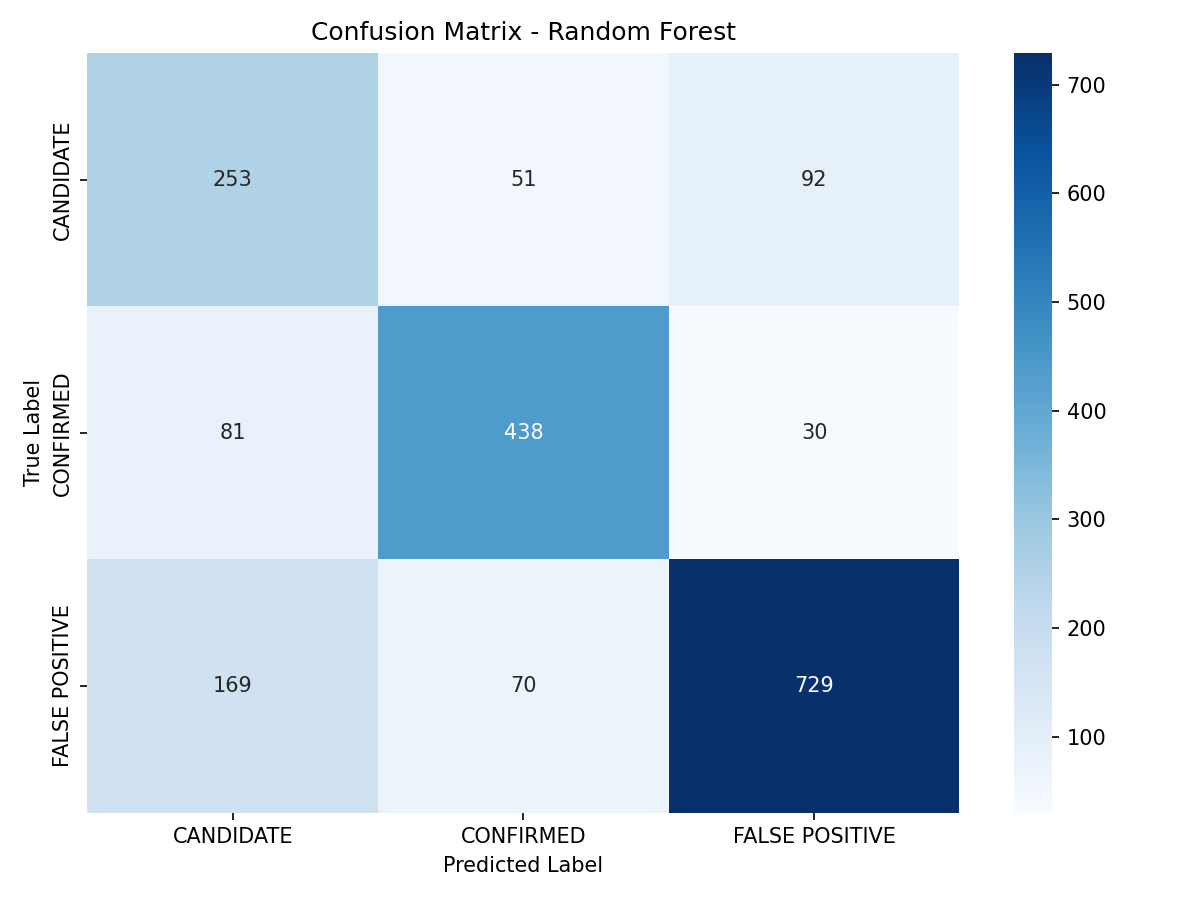 Confusion Matrix - Random Forest
True Label
CANDIDATE
253
51
92
CONFIRMED
81
438
30
FALSE POSITIVE
169
70
729
CANDIDATE
CONFIRMED
FALSE POSITIVE
Predicted Label
700
600
500
400
300
200
100